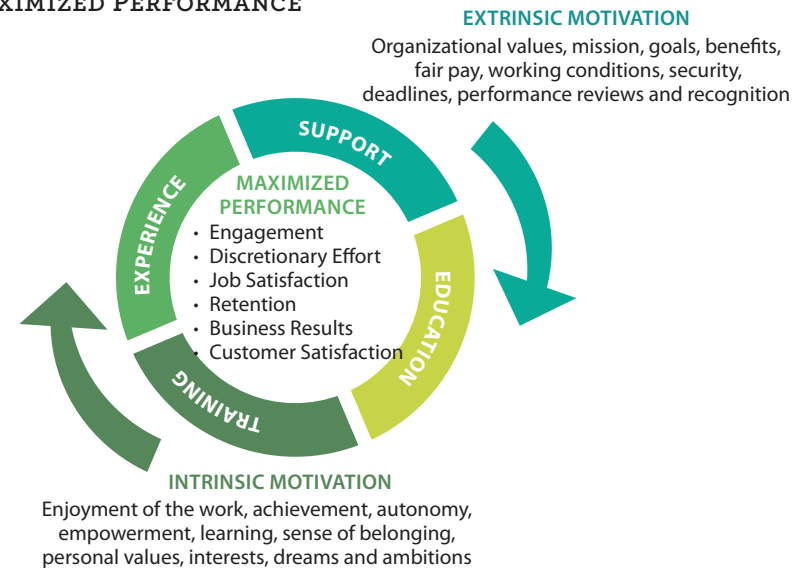 XIMIZED PERFORMANCE
EXTRINSIC MOTIVATION
Organizational values, mission, goals, benefits,
fair pay, working conditions, security,
deadlines, performance reviews and recognition
SUPPORT
EXPERIENCE
EDUCATION
TRAINING
MAXIMIZED
PERFORMANCE
· Engagement
· Discretionary Effort
· Job Satisfaction
· Retention
· Business Results
· Customer Satisfaction
INTRINSIC MOTIVATION
Enjoyment of the work, achievement, autonomy,
empowerment, learning, sense of belonging,
personal values, interests, dreams and ambitions